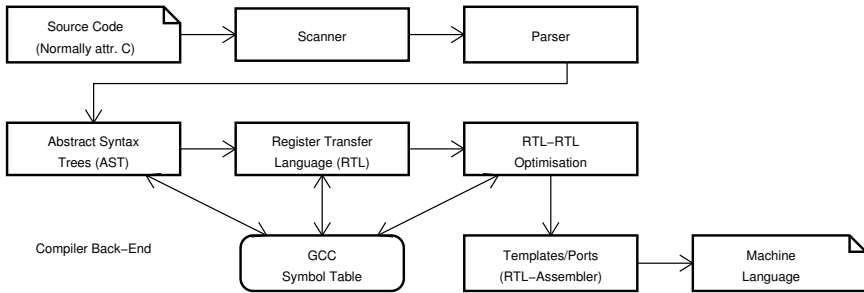 Source Code
(Normally attr. C)
Scanner
Parser
Abstract Syntax
Trees (AST)
Register Transfer
Language (RTL)
RTL−RTL
Optimisation
Compiler Back−End
GCC
Symbol Table
Templates/Ports
(RTL−Assembler)
Machine
Language